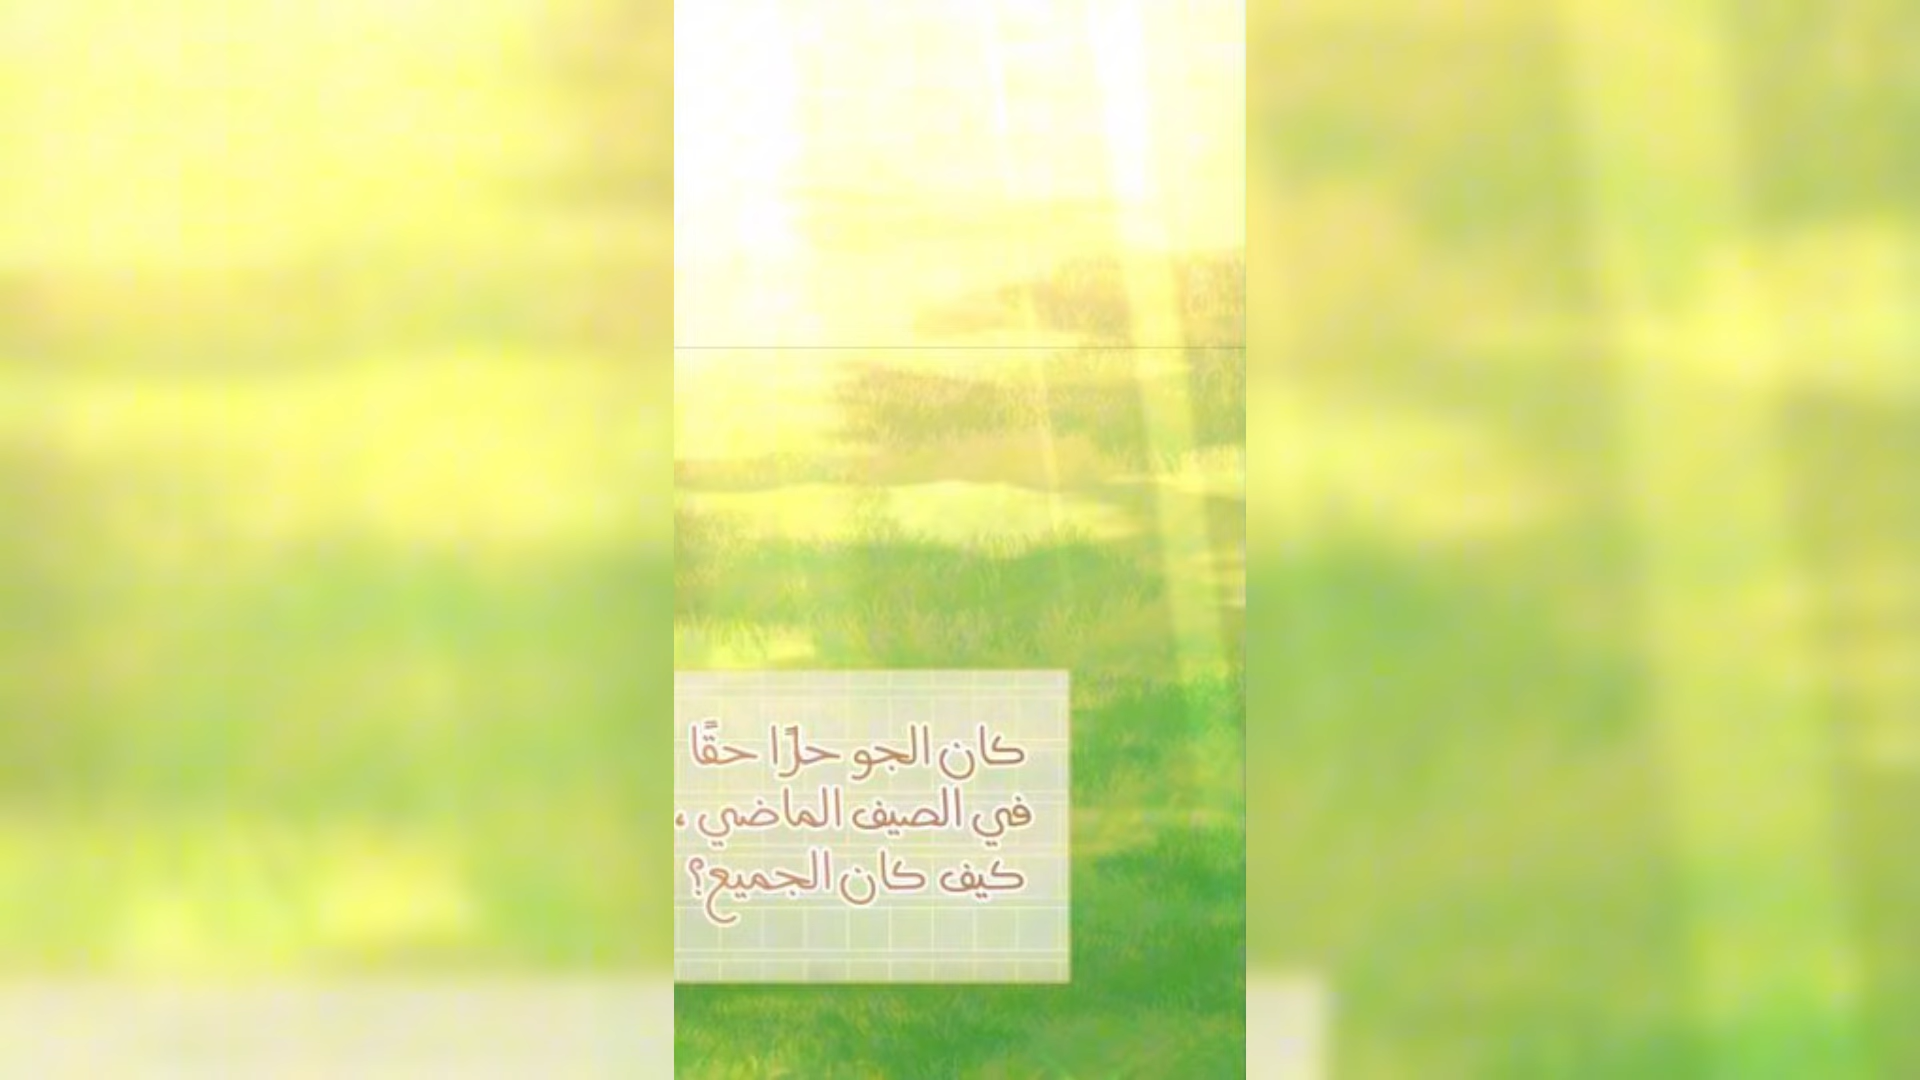 كان الجو حارًا حقًا
في الصيف الماضي ،
كيف كان الجميع؟